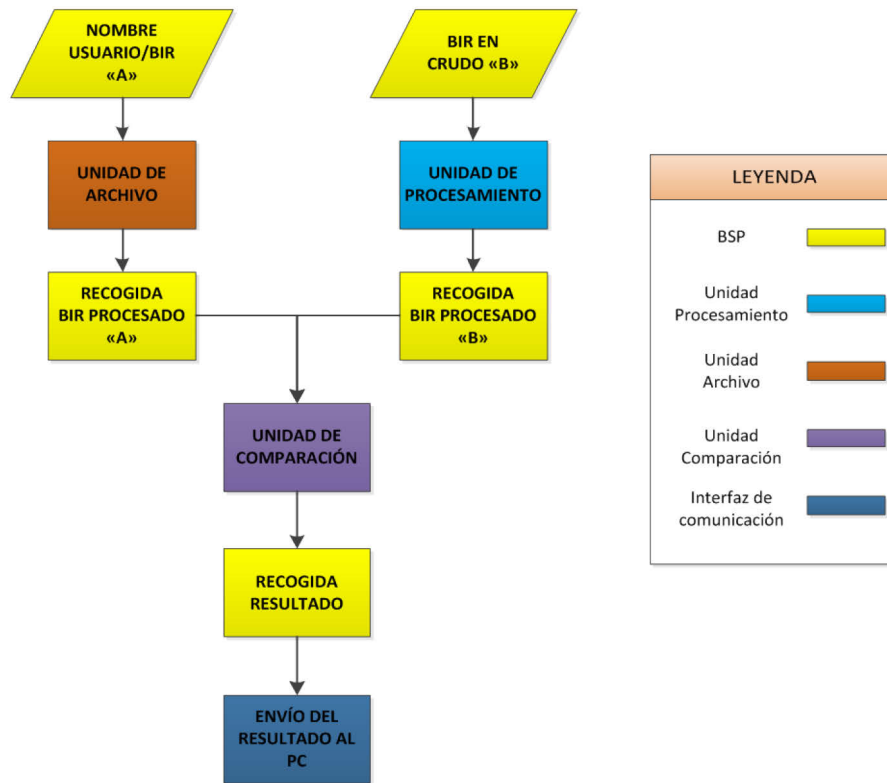 NOMBRE
USUARIO/BIR
«A»
BIR EN
CRUDO «B»
UNIDAD DE
ARCHIVO
UNIDAD DE
PROCESAMIENTO
RECOGIDA
BIR PROCESADO
«A»
RECOGIDA
BIR PROCESADO
«B»
UNIDAD DE
COMPARACIÓN
RECOGIDA
RESULTADO
ENVÍO DEL
RESULTADO AL
PC
LEYENDA
BSP
Unidad
Procesamiento
Unidad
Archivo
Unidad
Comparación
Interfaz de
comunicación